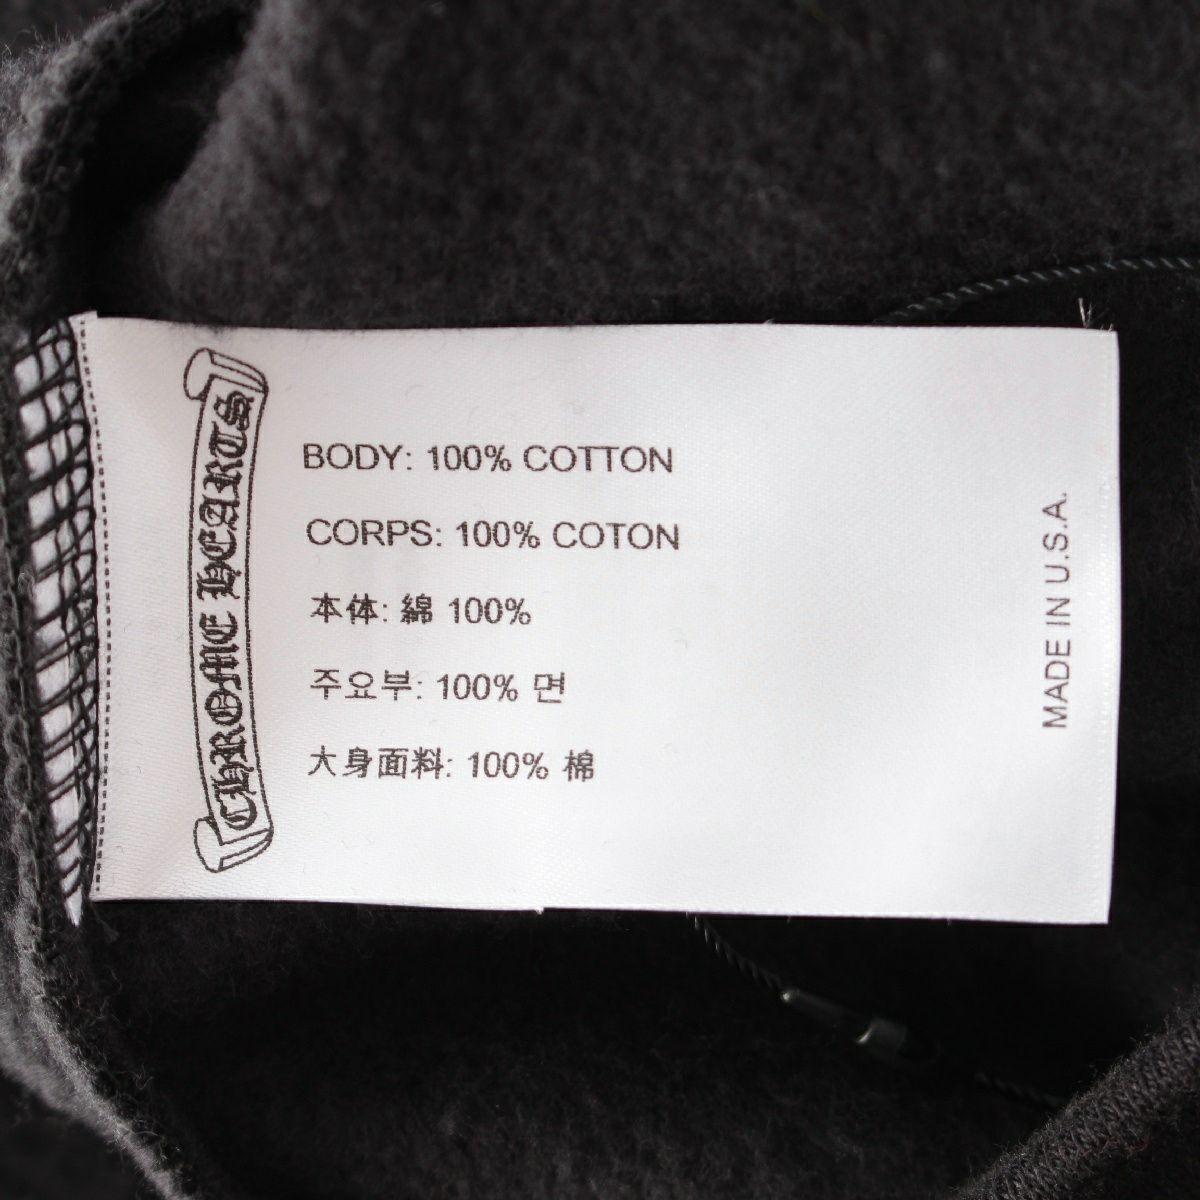 CHROME HEARTS
BODY: 100% COTTON
CORPS: 100% COTON
本体: 綿 100%
주요부: 100% 면
大身面料: 100% 棉
MADE IN U.S.A.